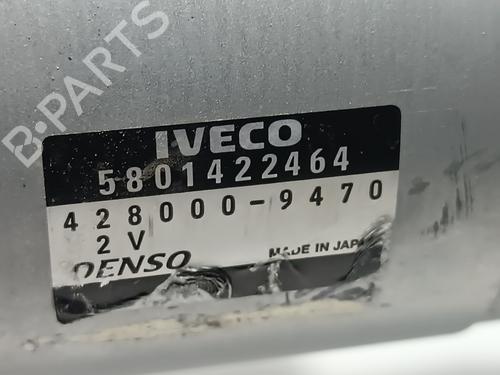 B-PARTS
IVECO
5801422464
428000-9470
2V
DENSO
MADE IN JAPAN